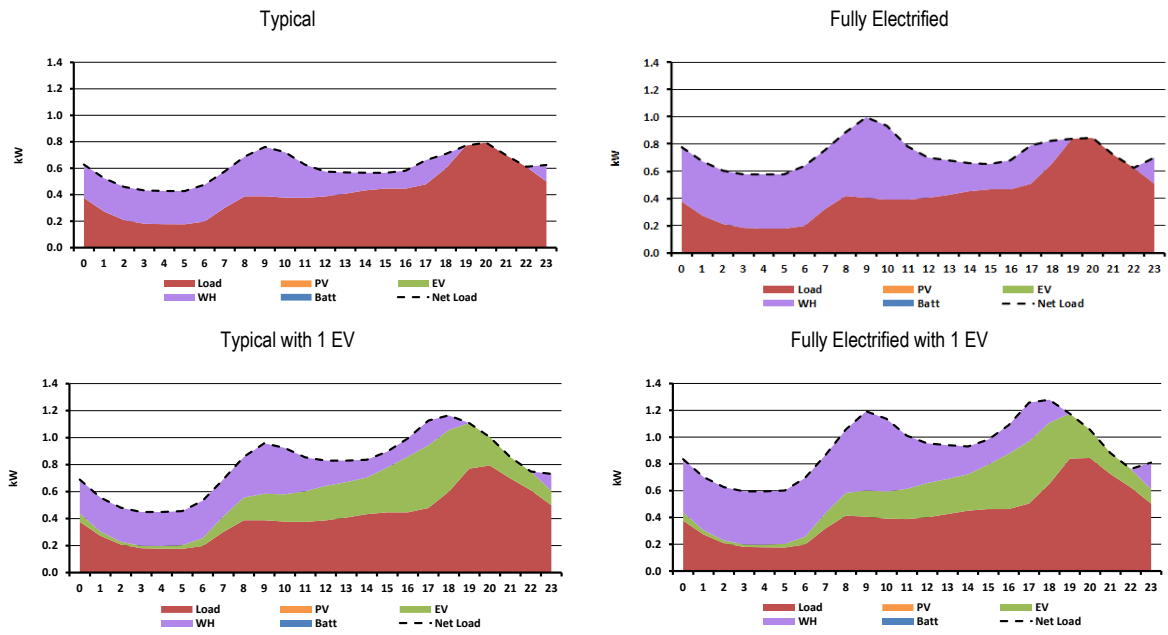 Typical
1.4
1.2
1.0
0.8
0.6
0.4
0.2
0.0
kW
0 1 2 3 4 5 6 7 8 9 10 11 12 13 14 15 16 17 18 19 20 21 22 23
Load PV EV
WH Batt Net Load
Fully Electrified
1.4
1.2
1.0
0.8
0.6
0.4
0.2
0.0
kW
0 1 2 3 4 5 6 7 8 9 10 11 12 13 14 15 16 17 18 19 20 21 22 23
Load PV EV
WH Batt Net Load
Typical with 1 EV
1.4
1.2
1.0
0.8
0.6
0.4
0.2
0.0
kW
0 1 2 3 4 5 6 7 8 9 10 11 12 13 14 15 16 17 18 19 20 21 22 23
Load PV EV
WH Batt Net Load
Fully Electrified with 1 EV
1.4
1.2
1.0
0.8
0.6
0.4
0.2
0.0
kW
0 1 2 3 4 5 6 7 8 9 10 11 12 13 14 15 16 17 18 19 20 21 22 23
Load PV EV
WH Batt Net Load